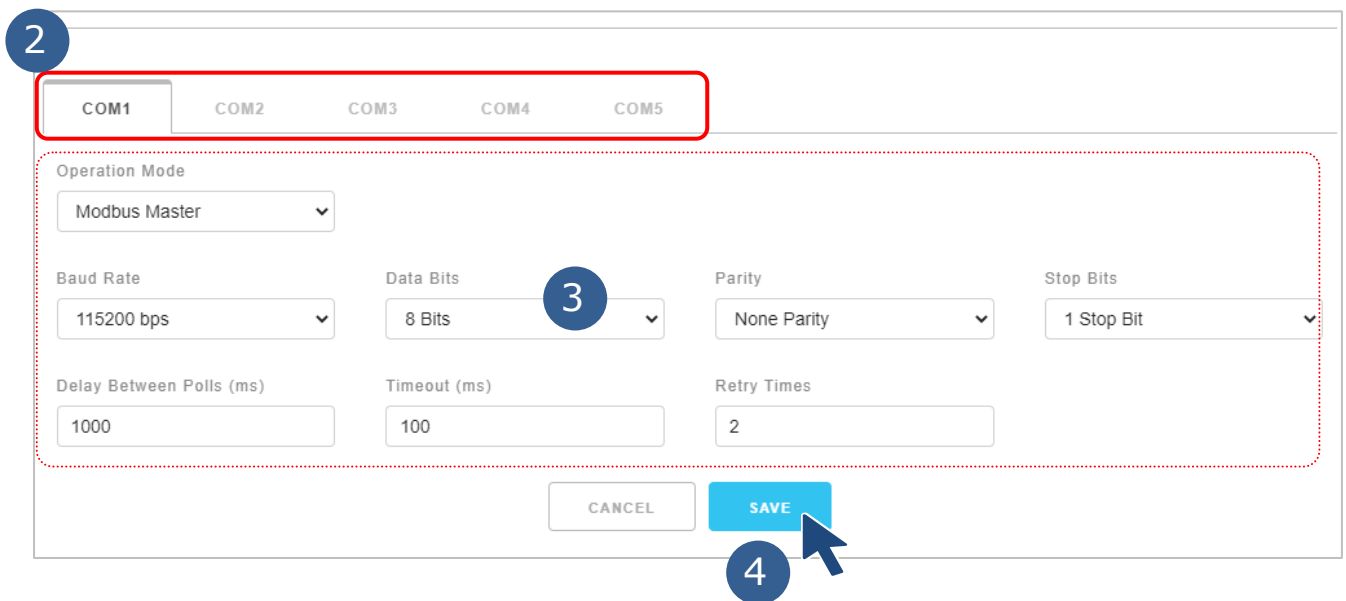 2
COM1 COM2 COM3 COM4 COM5
Operation Mode
Modbus Master
Baud Rate Data Bits Parity Stop Bits
115200 bps 8 Bits 3 None Parity 1 Stop Bit
Delay Between Polls (ms) Timeout (ms) Retry Times
1000 100 2
CANCEL SAVE
4